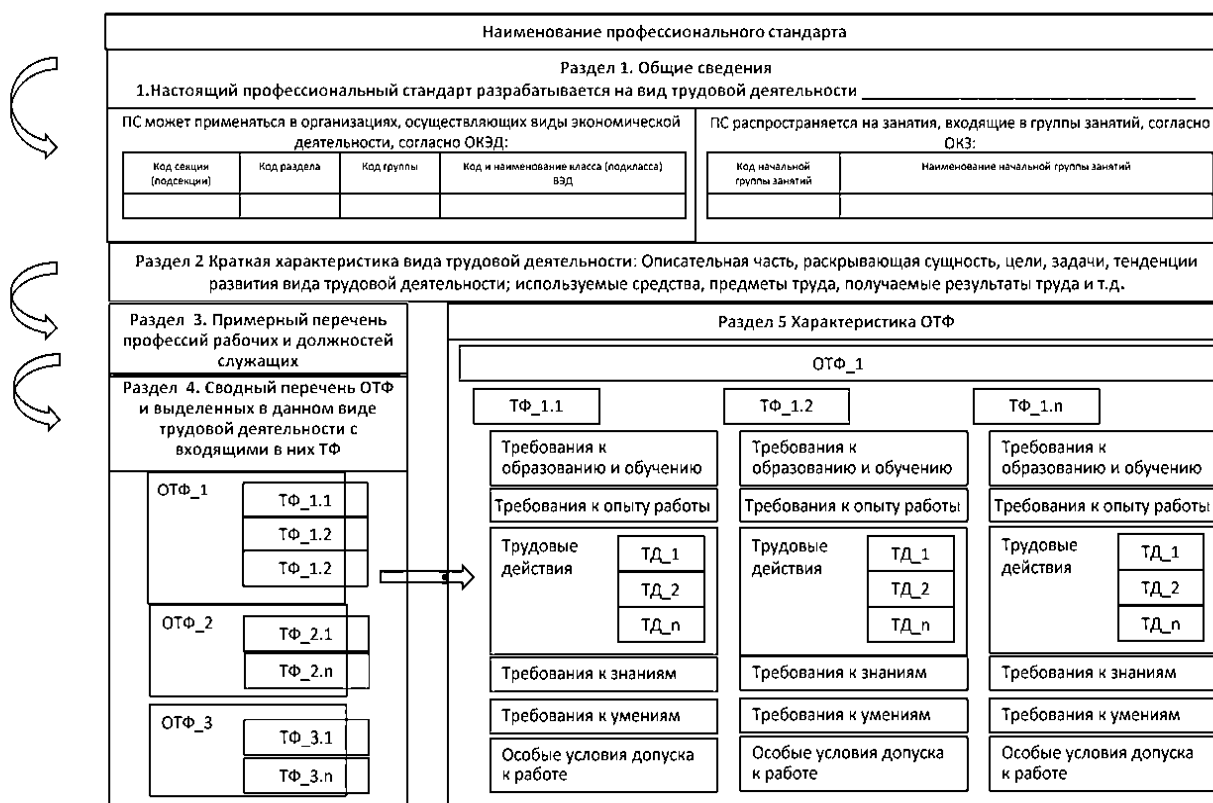 Наименование профессионального стандарта
Раздел 1. Общие сведения
1.Настоящий профессиональный стандарт разрабатывается на вид трудовой деятельности
ПС может применяться в организациях, осуществляющих виды экономической
деятельности, согласно ОКЭД:
Код секции
(подсекции)
Код раздела
Код группы
Код и наименование класса (подкласса)
ВЭД
ПС распространяется на занятия, входящие в группы занятий, согласно
ОКЗ:
Код начальной
группы занятий
Наименование начальной группы занятий
Раздел 2 Краткая характеристика вида трудовой деятельности: Описательная часть, раскрывающая сущность, цели, задачи, тенденции
развития вида трудовой деятельности; используемые средства, предметы труда, получаемые результаты труда и т.д.
Раздел 3. Примерный перечень
профессий рабочих и должностей
служащих
Раздел 4. Сводный перечень ОТФ
и выделенных в данном виде
трудовой деятельности с
входящими в них ТФ
ОТФ_1
ТФ_1.1
ТФ_1.2
ТФ_1.2
ОТФ_2
ТФ_2.1
ТФ_2.n
ОТФ_3
ТФ_3.1
ТФ_3.n
Раздел 5 Характеристика ОТФ
ОТФ_1
ТФ_1.1
Требования к
образованию и обучению
Требования к опыту работы
Трудовые
действия
ТД_1
ТД_2
ТД_n
Требования к знаниям
Требования к умениям
Особые условия допуска
к работе
ТФ_1.2
Требования к
образованию и обучению
Требования к опыту работы
Трудовые
действия
ТД_1
ТД_2
ТД_n
Требования к знаниям
Требования к умениям
Особые условия допуска
к работе
ТФ_1.n
Требования к
образованию и обучению
Требования к опыту работы
Трудовые
действия
ТД_1
ТД_2
ТД_n
Требования к знаниям
Требования к умениям
Особые условия допуска
к работе